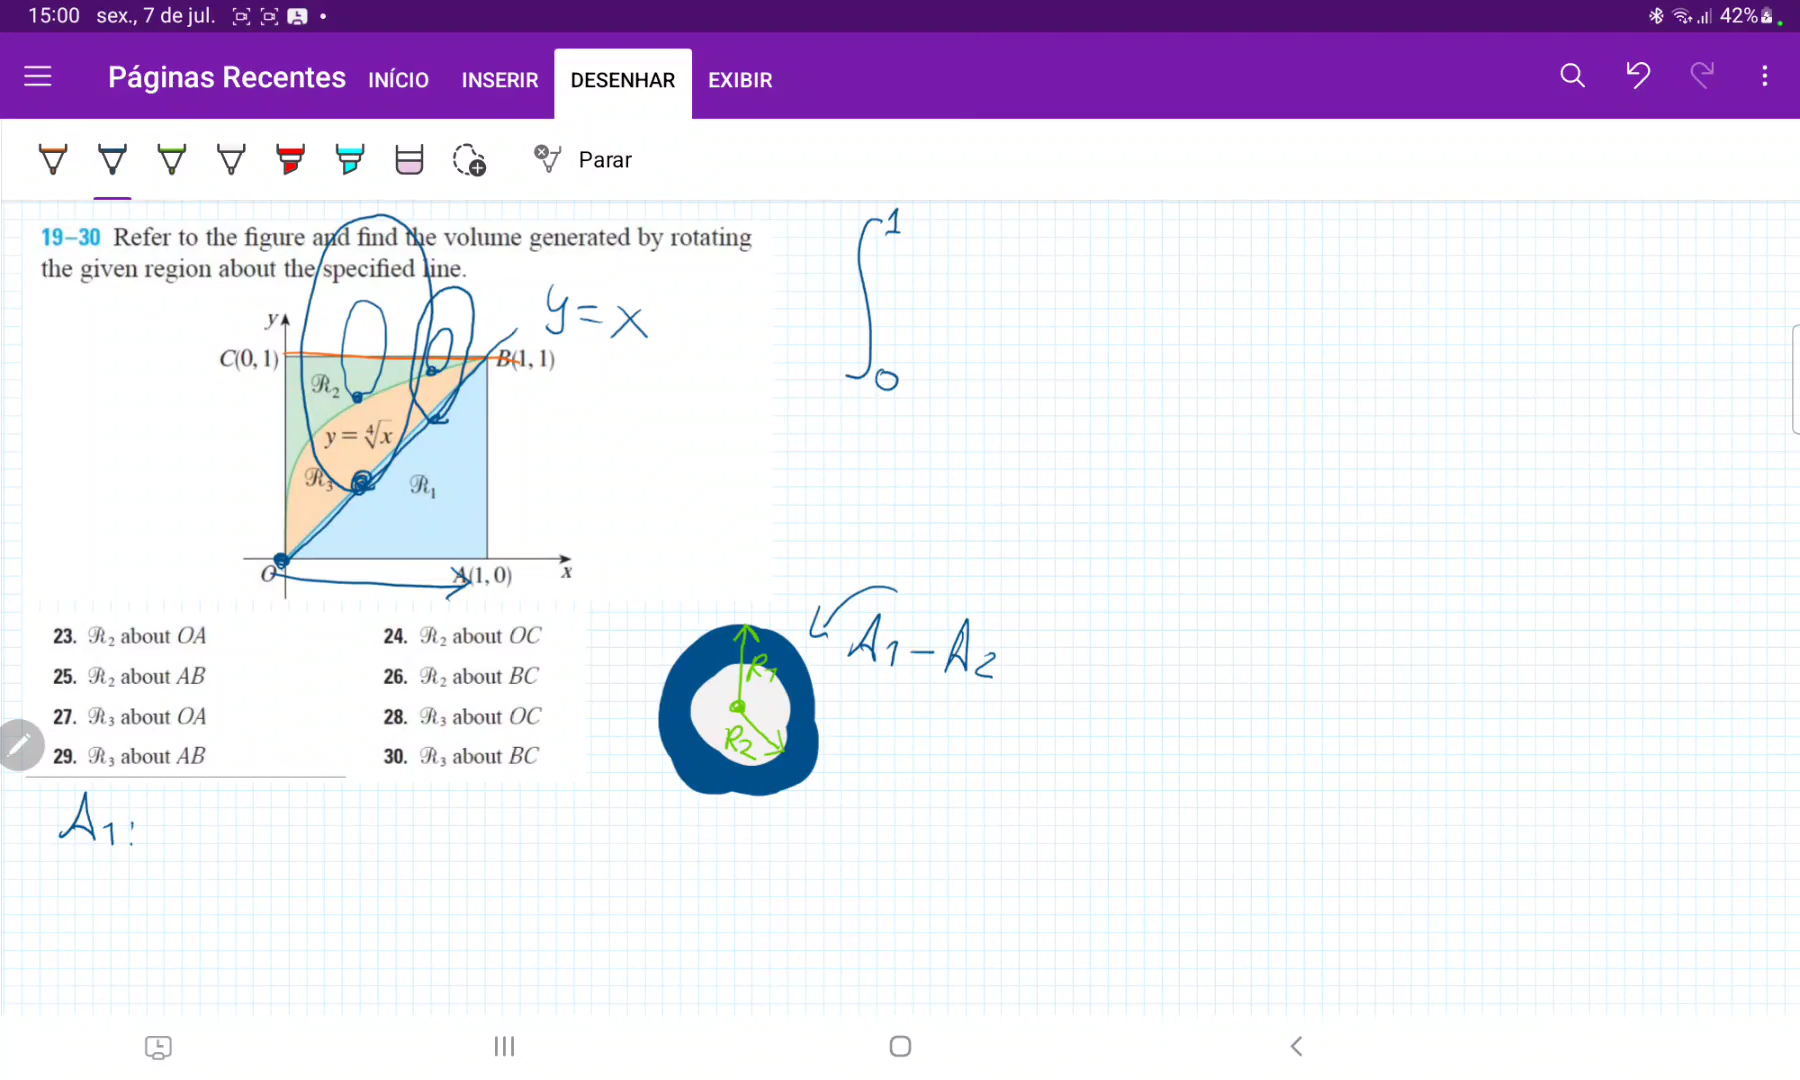 15:00 sex., 7 de jul.
42%
Páginas Recentes INÍCIO INSERIR DESENHAR EXIBIR
Parar
19–30 Refer to the figure and find the volume generated by rotating
the given region about the specified line.
y
C(0, 1)
B(1, 1)
y = x
ℛ₂
y = ∜x
ℛ₃
ℛ₁
O
A(1, 0)
x
∫₀¹
23. ℛ₂ about OA
24. ℛ₂ about OC
25. ℛ₂ about AB
26. ℛ₂ about BC
27. ℛ₃ about OA
28. ℛ₃ about OC
29. ℛ₃ about AB
30. ℛ₃ about BC
R₁
R₂
A₁ – A₂
A₁: